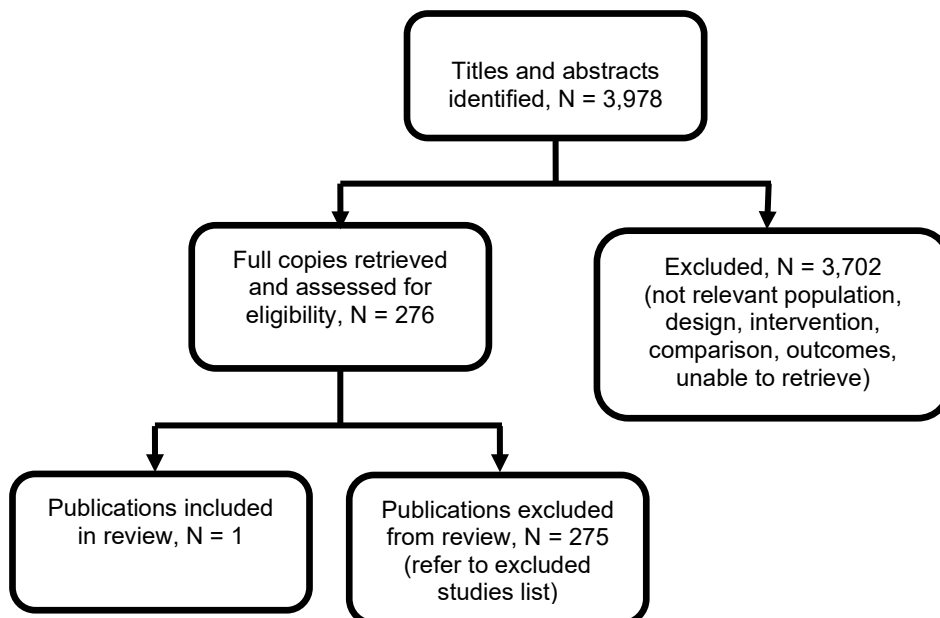 Titles and abstracts
identified, N = 3,978
Full copies retrieved
and assessed for
eligibility, N = 276
Excluded, N = 3,702
(not relevant population,
design, intervention,
comparison, outcomes,
unable to retrieve)
Publications included
in review, N = 1
Publications excluded
from review, N = 275
(refer to excluded
studies list)